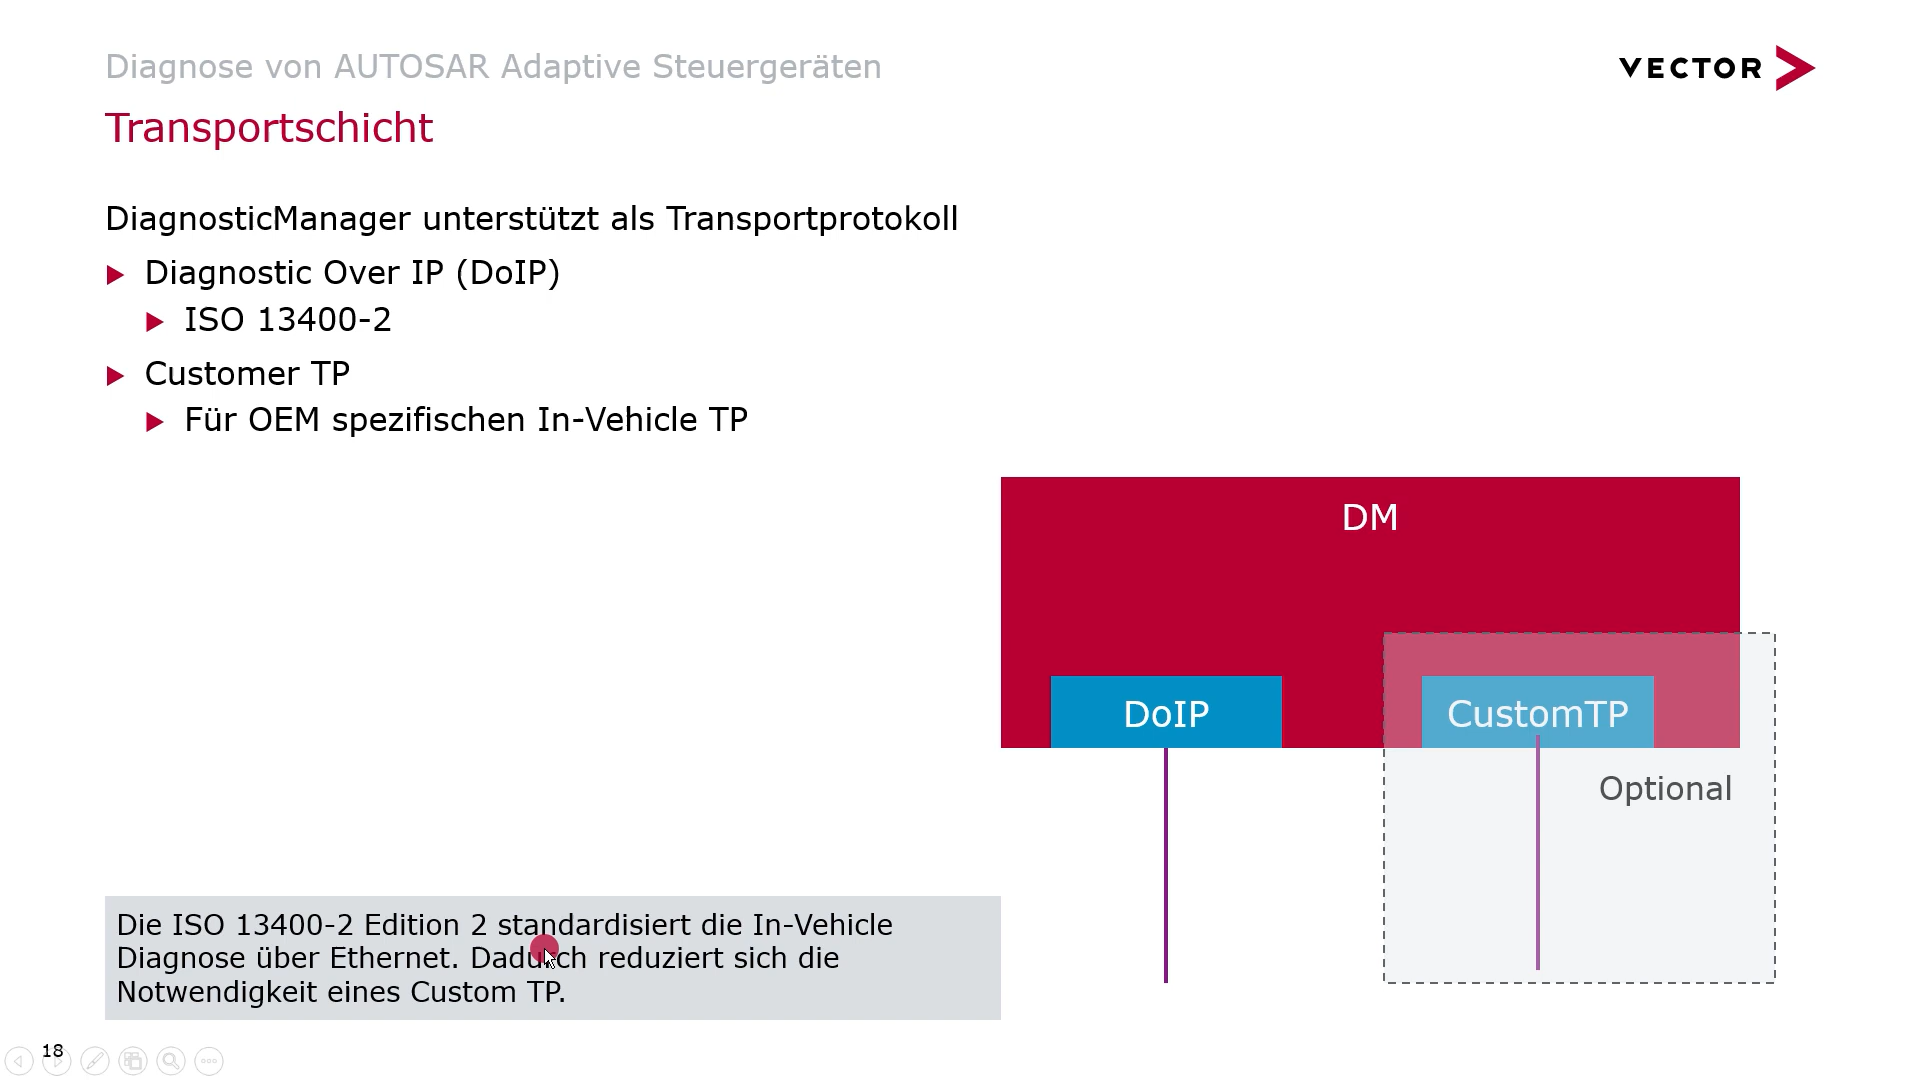 Diagnose von AUTOSAR Adaptive Steuergeräten
VECTOR
Transportschicht
DiagnosticManager unterstützt als Transportprotokoll
Diagnostic Over IP (DoIP)
ISO 13400-2
Customer TP
Für OEM spezifischen In-Vehicle TP
DM
DoIP
CustomTP
Optional
Die ISO 13400-2 Edition 2 standardisiert die In-Vehicle
Diagnose über Ethernet. Dadurch reduziert sich die
Notwendigkeit eines Custom TP.
18